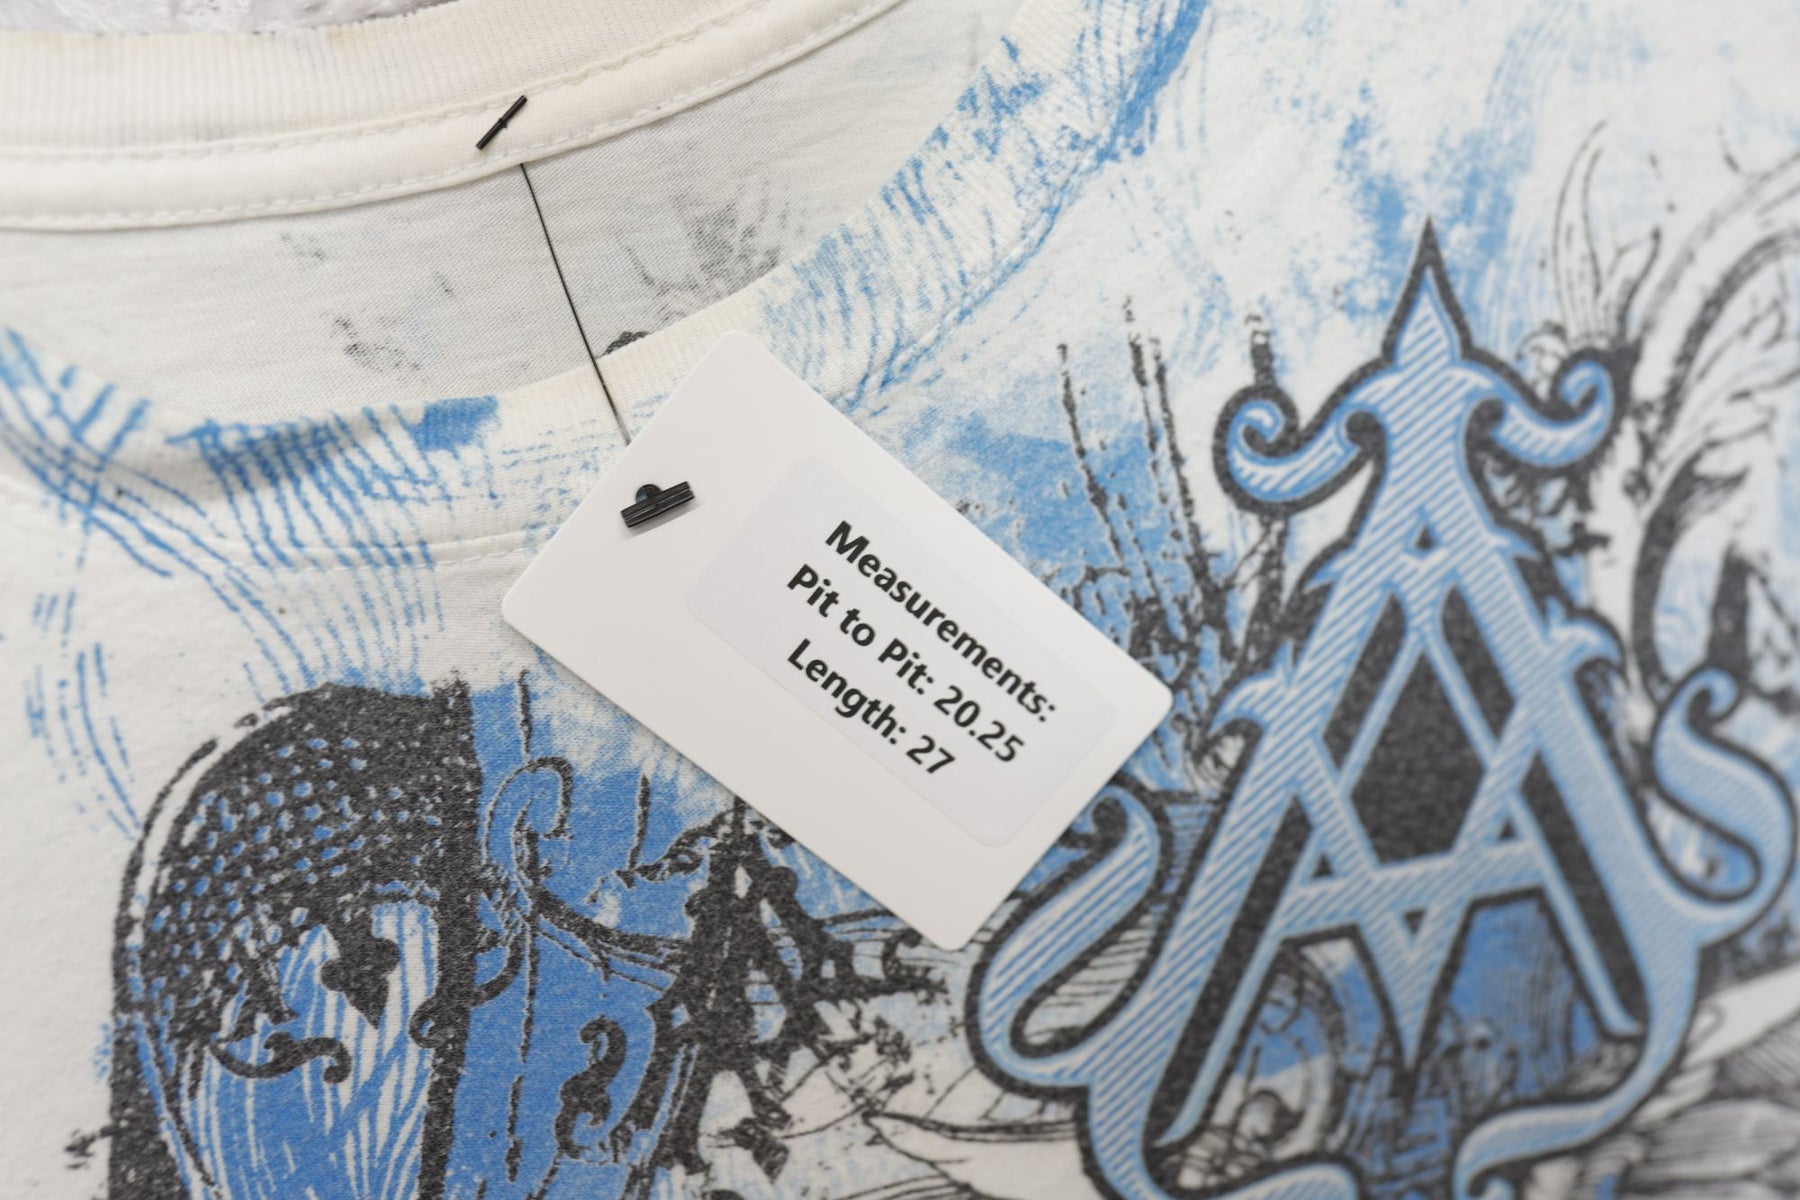 Measurements:
Pit to Pit: 20.25
Length: 27